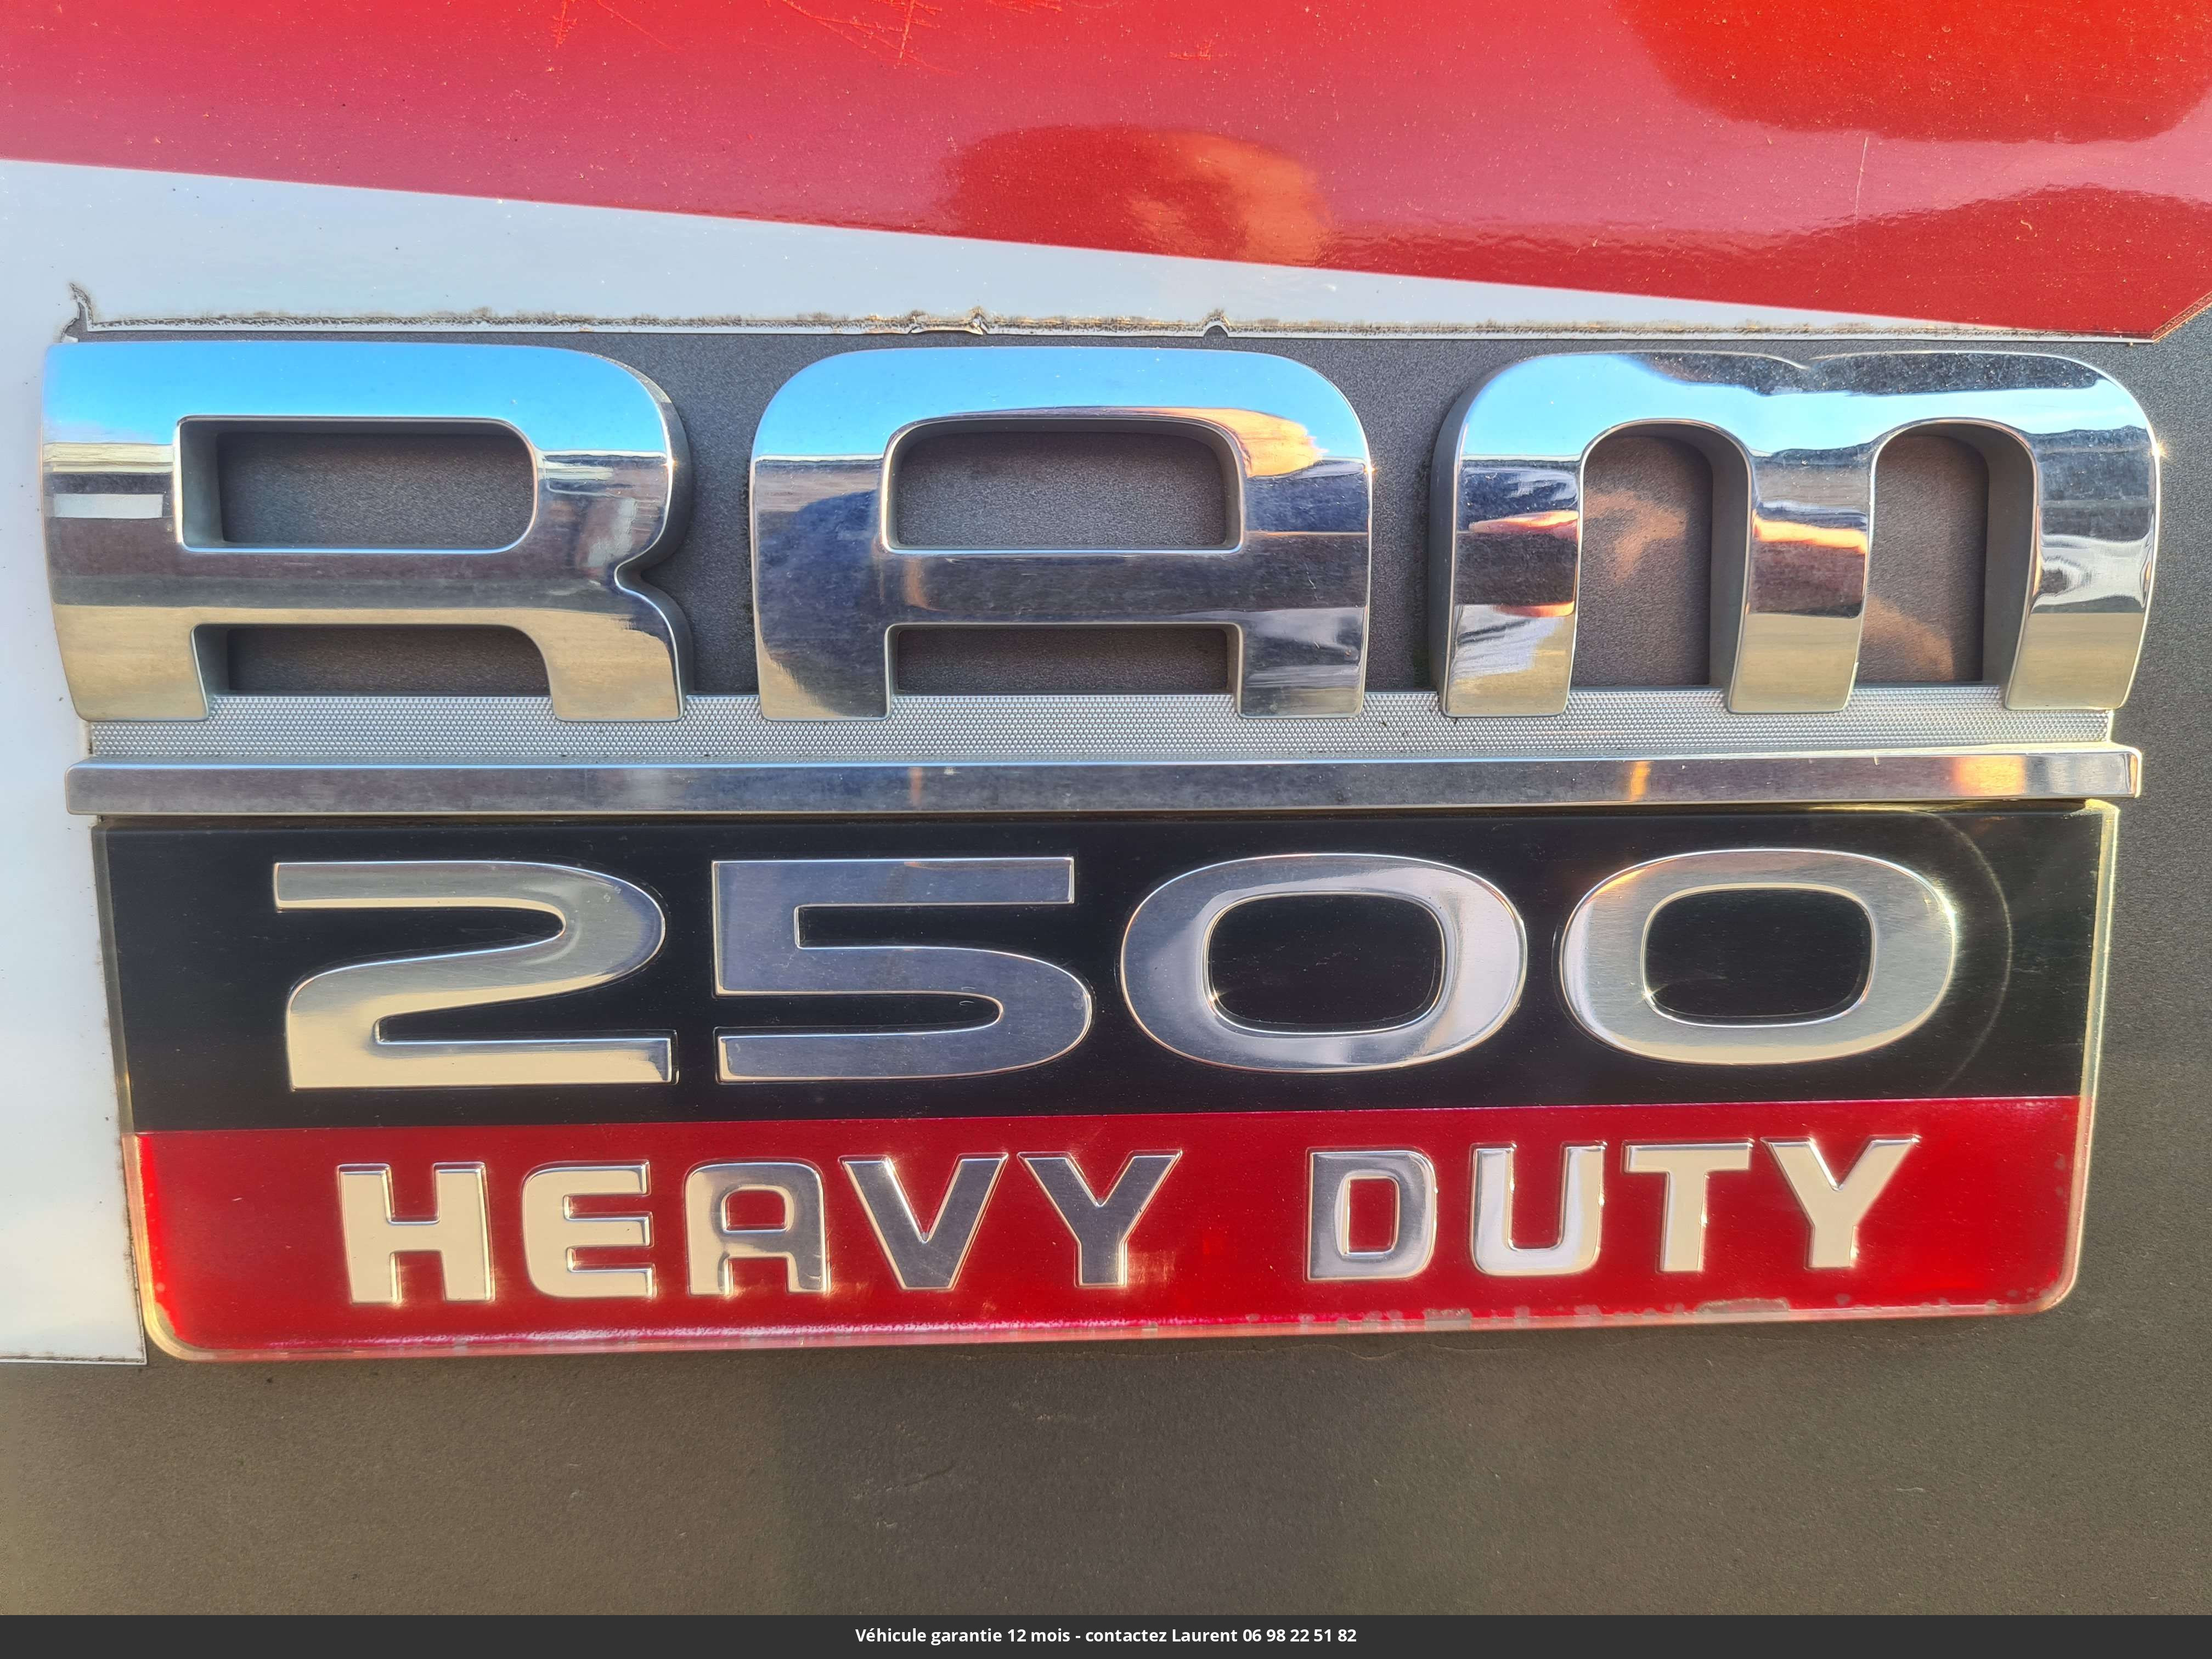 RAM
2500
HEAVY DUTY
Véhicule garantie 12 mois - contactez Laurent 06 98 22 51 82